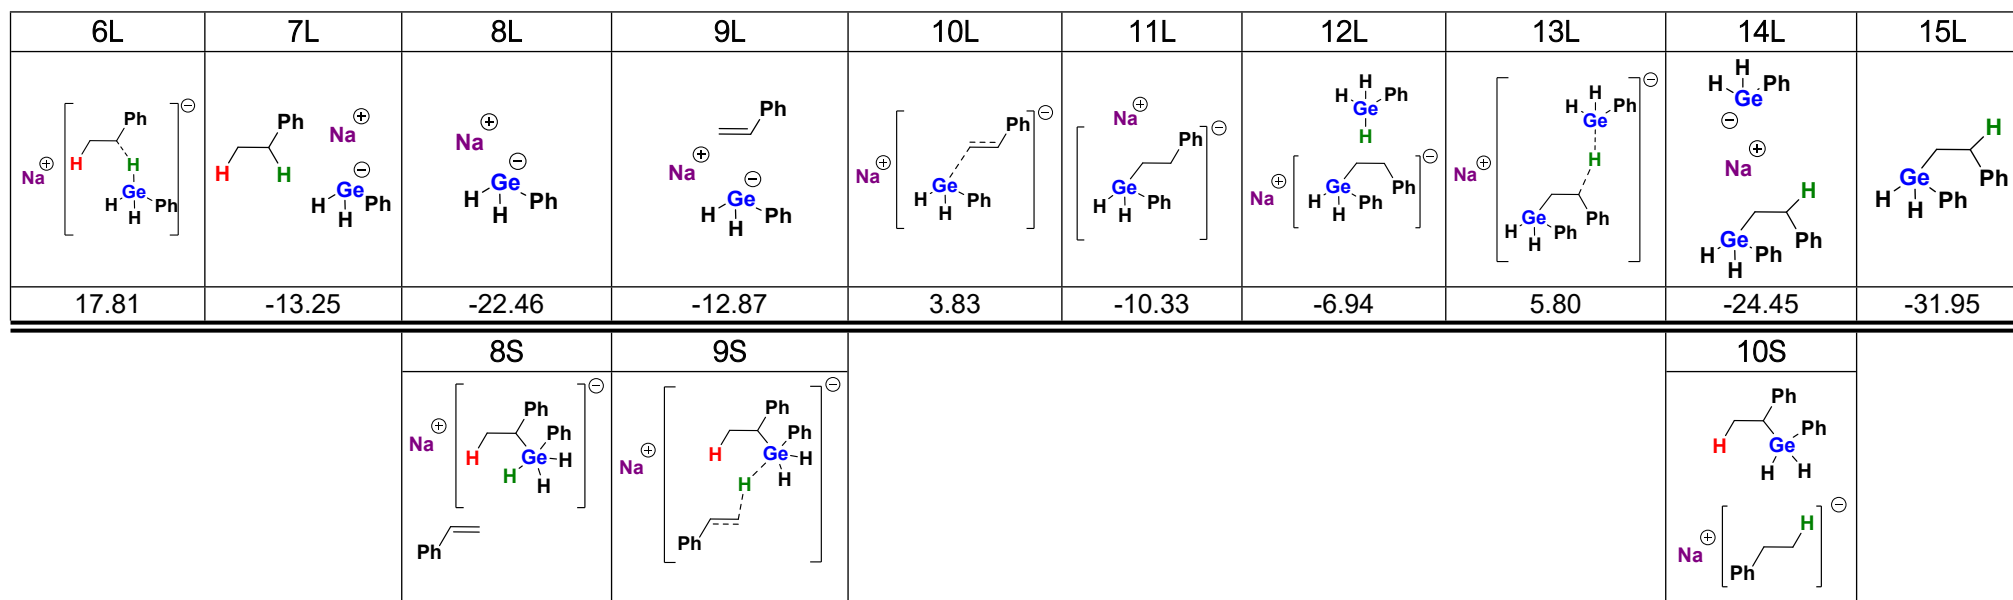 6L 7L 8L 9L 10L 11L 12L 13L 14L 15L
Na⊕ [ Ph H H Ge H H Ph ]⊖
Ph H H Na⊕ ⊖ Ge H H Ph
Na⊕ ⊖ Ge H H Ph
Ph Na⊕ ⊖ Ge H H Ph
Na⊕ [ Ph Ge H H Ph ]⊖
Na⊕ [ Ph Ge H H Ph ]⊖
H H Ge Ph H Na⊕ [ Ge H H Ph Ph ]⊖
Na⊕ [ H H Ge Ph H Ge H H Ph Ph ]⊖
H H Ge Ph ⊖ Na⊕ H Ge H H Ph Ph
H Ge H H Ph Ph
17.81 -13.25 -22.46 -12.87 3.83 -10.33 -6.94 5.80 -24.45 -31.95
8S 9S 10S
Na⊕ [ Ph Ph H Ge H H H ]⊖ Ph
Na⊕ [ Ph Ph H Ge H H H Ph ]⊖
Ph Ph H Ge H H Na⊕ [ H Ph ]⊖